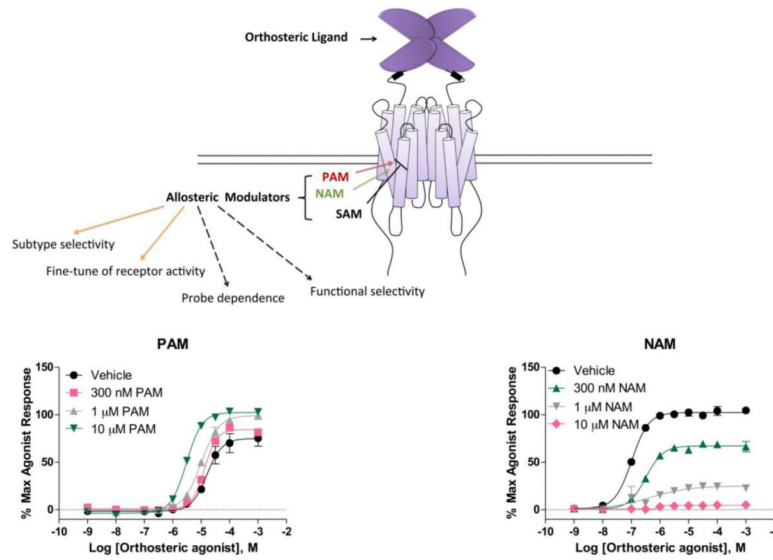 Orthosteric Ligand
PAM
NAM
Allosteric Modulators
SAM
Subtype selectivity
Fine-tune of receptor activity
Probe dependence
Functional selectivity
PAM
150
100
50
0
% Max Agonist Response
Vehicle
300 nM PAM
1 μM PAM
10 μM PAM
-10 -9 -8 -7 -6 -5 -4 -3 -2
Log [Orthosteric agonist], M
NAM
150
100
50
0
% Max Agonist Response
Vehicle
300 nM NAM
1 μM NAM
10 μM NAM
-10 -9 -8 -7 -6 -5 -4 -3 -2
Log [Orthosteric agonist], M